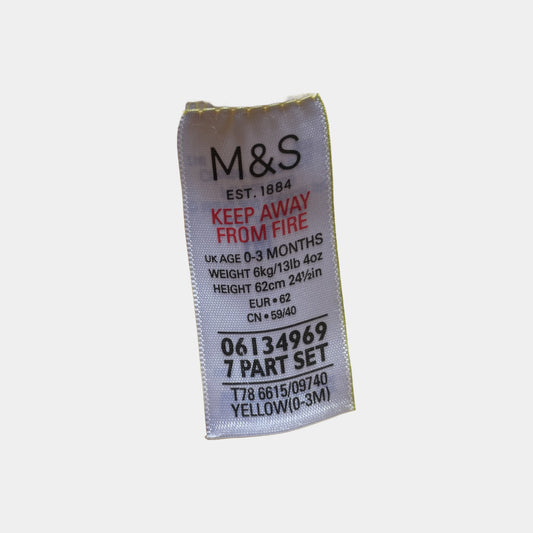 M&S
EST. 1884
KEEP AWAY
FROM FIRE
UK AGE 0-3 MONTHS
WEIGHT 6kg/13lb 4oz
HEIGHT 62cm 24½in
EUR • 62
CN • 59/40
06134969
7 PART SET
T78 6615/09740
YELLOW(0-3M)